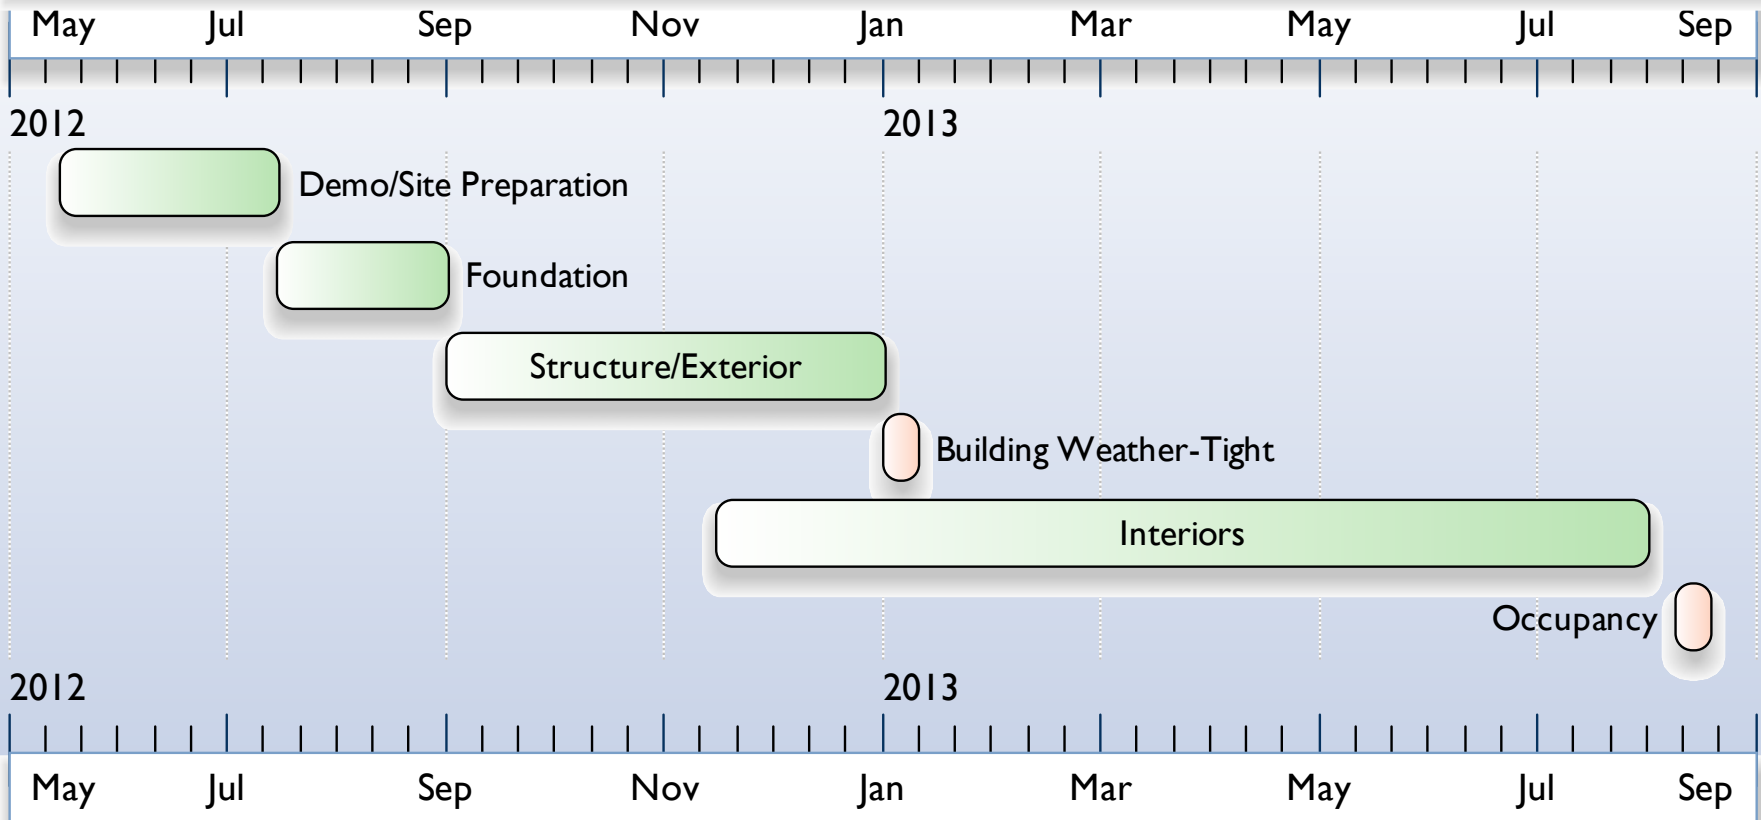 May Jul Sep Nov Jan Mar May Jul Sep
2012 2013
Demo/Site Preparation
Foundation
Structure/Exterior
Building Weather-Tight
Interiors
Occupancy
2012 2013
May Jul Sep Nov Jan Mar May Jul Sep